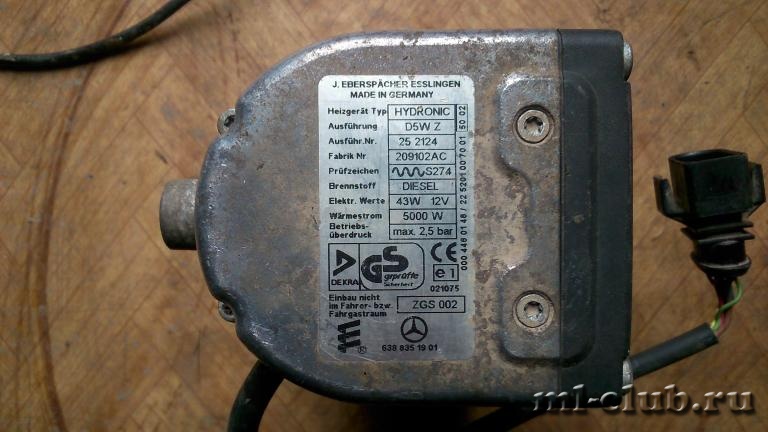 J. EBERSPÄCHER ESSLINGEN
MADE IN GERMANY
Heizgerät Typ HYDRONIC
Ausführung D5W Z
Ausführ.Nr. 25 2124
Fabrik Nr 209102AC
Prüfzeichen S274
Brennstoff DIESEL
Elektr. Werte 43W 12V
Wärmestrom 5000 W
Betriebs-
überdruck max. 2,5 bar
000 448 01 48 / 22 5201 00 70 01 50 02
DEKRA
GS
geprüfte
Sicherheit
CE
e1
021075
Einbau nicht
im Fahrer- bzw. ZGS 002
Fahrgastraum
®
638 835 19 01
ml-club.ru